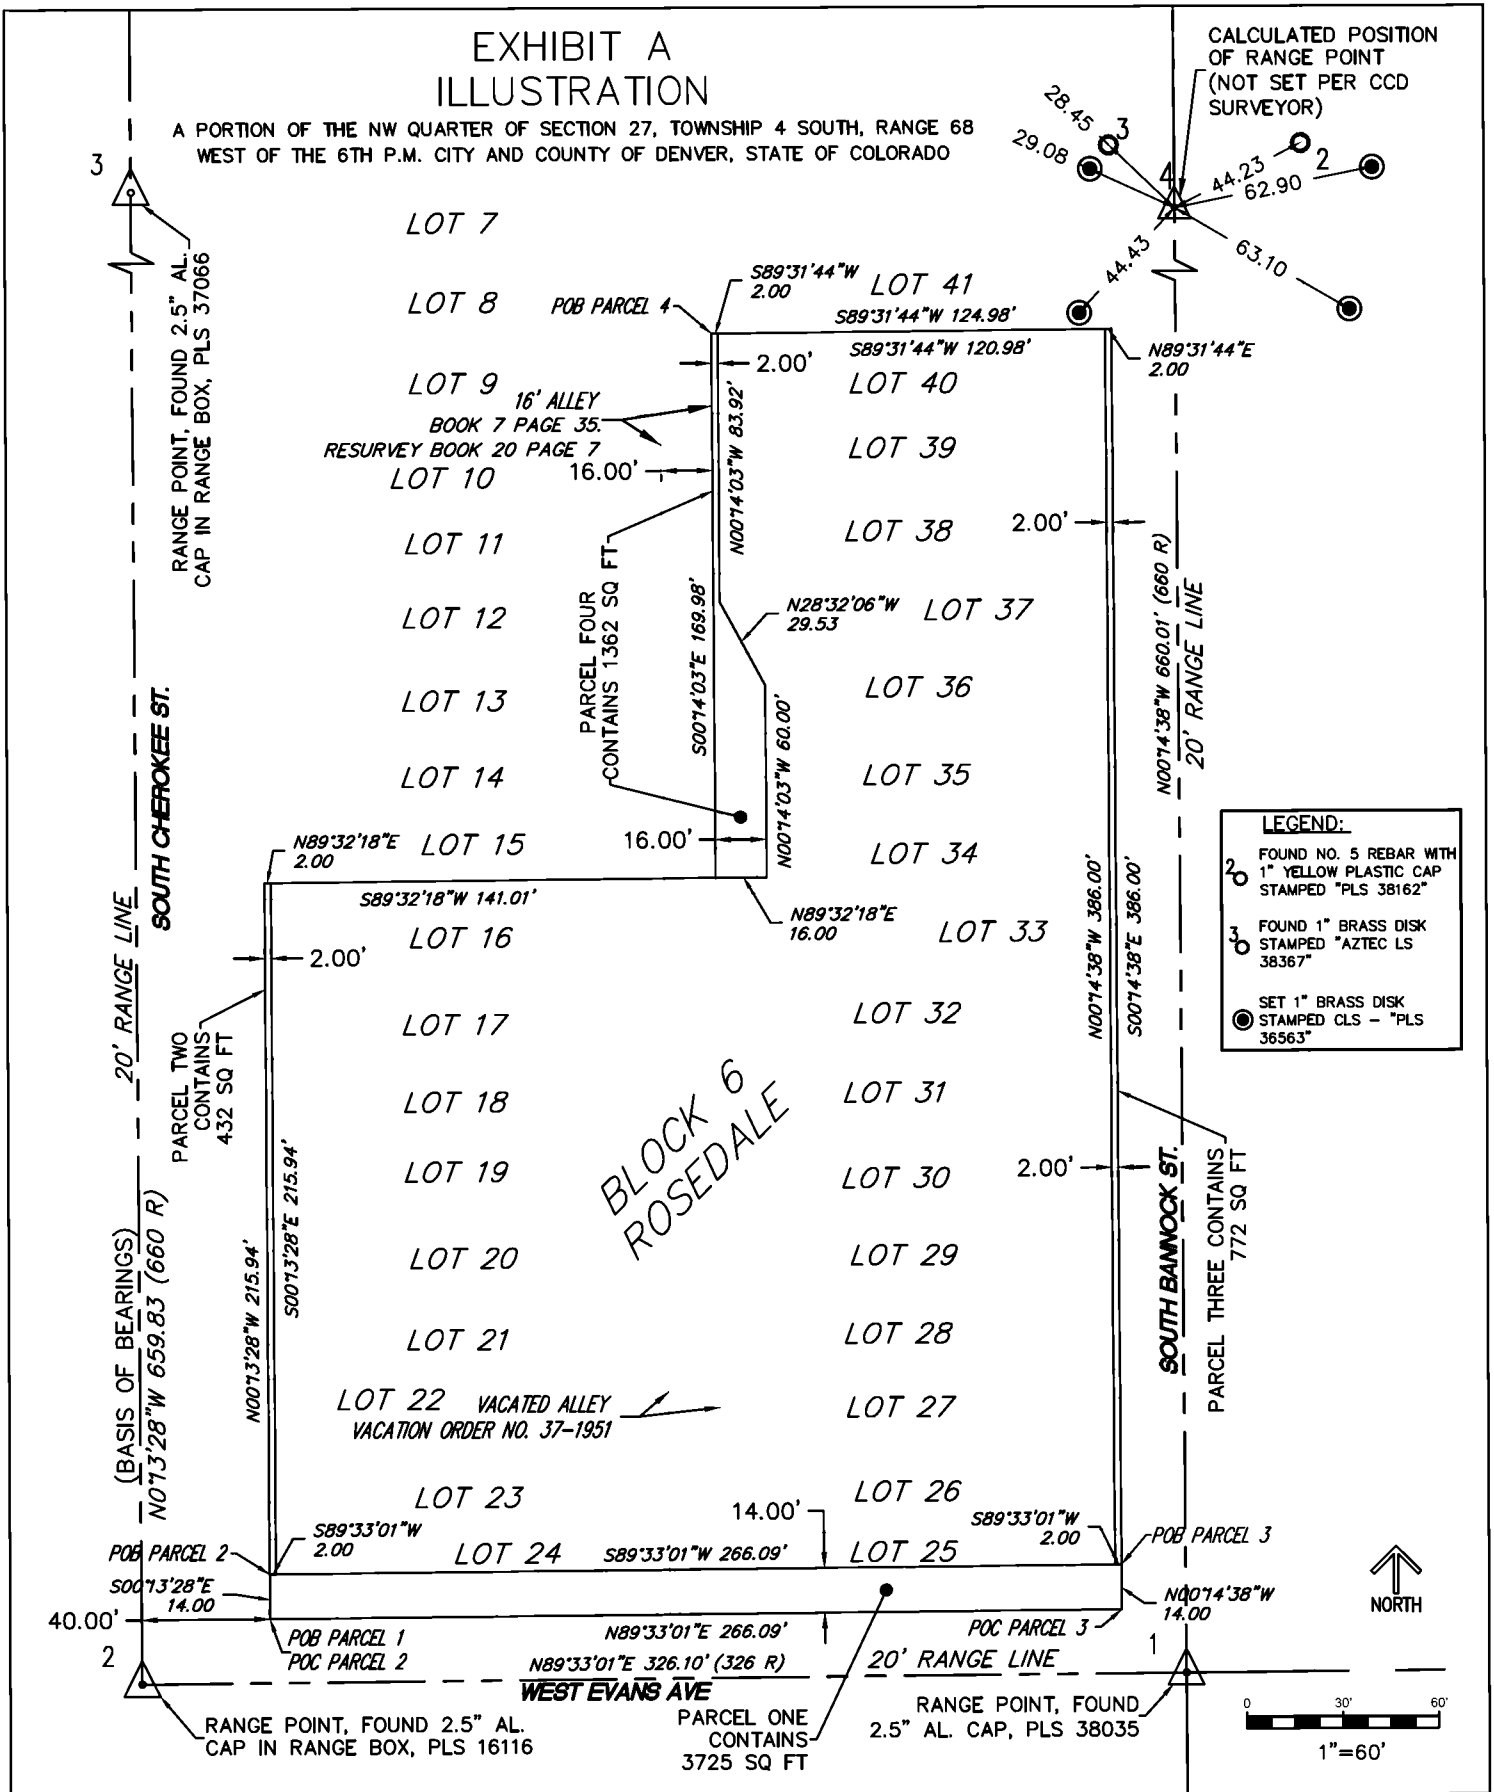 EXHIBIT A
ILLUSTRATION
A PORTION OF THE NW QUARTER OF SECTION 27, TOWNSHIP 4 SOUTH, RANGE 68
WEST OF THE 6TH P.M. CITY AND COUNTY OF DENVER, STATE OF COLORADO
CALCULATED POSITION
OF RANGE POINT
(NOT SET PER CCD
SURVEYOR)
28.45
3
29.08
4
44.23
2
62.90
44.43
63.10
3
RANGE POINT, FOUND 2.5" AL.
CAP IN RANGE BOX, PLS 37066
LOT 7
LOT 8
LOT 9
LOT 10
LOT 11
LOT 12
LOT 13
LOT 14
LOT 15
LOT 16
LOT 17
LOT 18
LOT 19
LOT 20
LOT 21
LOT 22
LOT 23
LOT 24
LOT 41
LOT 40
LOT 39
LOT 38
LOT 37
LOT 36
LOT 35
LOT 34
LOT 33
LOT 32
LOT 31
LOT 30
LOT 29
LOT 28
LOT 27
LOT 26
LOT 25
POB PARCEL 4
S89°31'44"W
2.00
S89°31'44"W 124.98'
S89°31'44"W 120.98'
N89°31'44"E
2.00
2.00'
16' ALLEY
BOOK 7 PAGE 35.
RESURVEY BOOK 20 PAGE 7
16.00'
N00°14'03"W 83.92'
2.00'
PARCEL FOUR
CONTAINS 1362 SQ FT
S00°14'03"E 169.98'
N28°32'06"W
29.53
N00°14'03"W 60.00'
16.00'
N00°14'38"W 660.01' (660 R)
20' RANGE LINE
SOUTH CHEROKEE ST.
20' RANGE LINE
N89°32'18"E
2.00
S89°32'18"W 141.01'
N89°32'18"E
16.00
2.00'
PARCEL TWO
CONTAINS
432 SQ FT
N00°14'38"W 386.00'
S00°14'38"E 386.00'
LEGEND:
2
FOUND NO. 5 REBAR WITH
1" YELLOW PLASTIC CAP
STAMPED "PLS 38162"
3
FOUND 1" BRASS DISK
STAMPED "AZTEC LS
38367"
SET 1" BRASS DISK
STAMPED CLS - "PLS
36563"
BLOCK 6
ROSEDALE
2.00'
SOUTH BANNOCK ST.
PARCEL THREE CONTAINS
772 SQ FT
(BASIS OF BEARINGS)
N0°13'28"W 659.83 (660 R)
N00°13'28"W 215.94'
S00°13'28"E 215.94'
VACATED ALLEY
VACATION ORDER NO. 37-1951
14.00'
S89°33'01"W
2.00
S89°33'01"W
2.00
POB PARCEL 2
POB PARCEL 3
S89°33'01"W 266.09'
S00°13'28"E
14.00
N00°14'38"W
14.00
NORTH
40.00'
POB PARCEL 1
POC PARCEL 2
N89°33'01"E 266.09'
POC PARCEL 3
2
1
N89°33'01"E 326.10' (326 R)
20' RANGE LINE
WEST EVANS AVE
RANGE POINT, FOUND 2.5" AL.
CAP IN RANGE BOX, PLS 16116
PARCEL ONE
CONTAINS
3725 SQ FT
RANGE POINT, FOUND
2.5" AL. CAP, PLS 38035
0 30' 60'
1"=60'